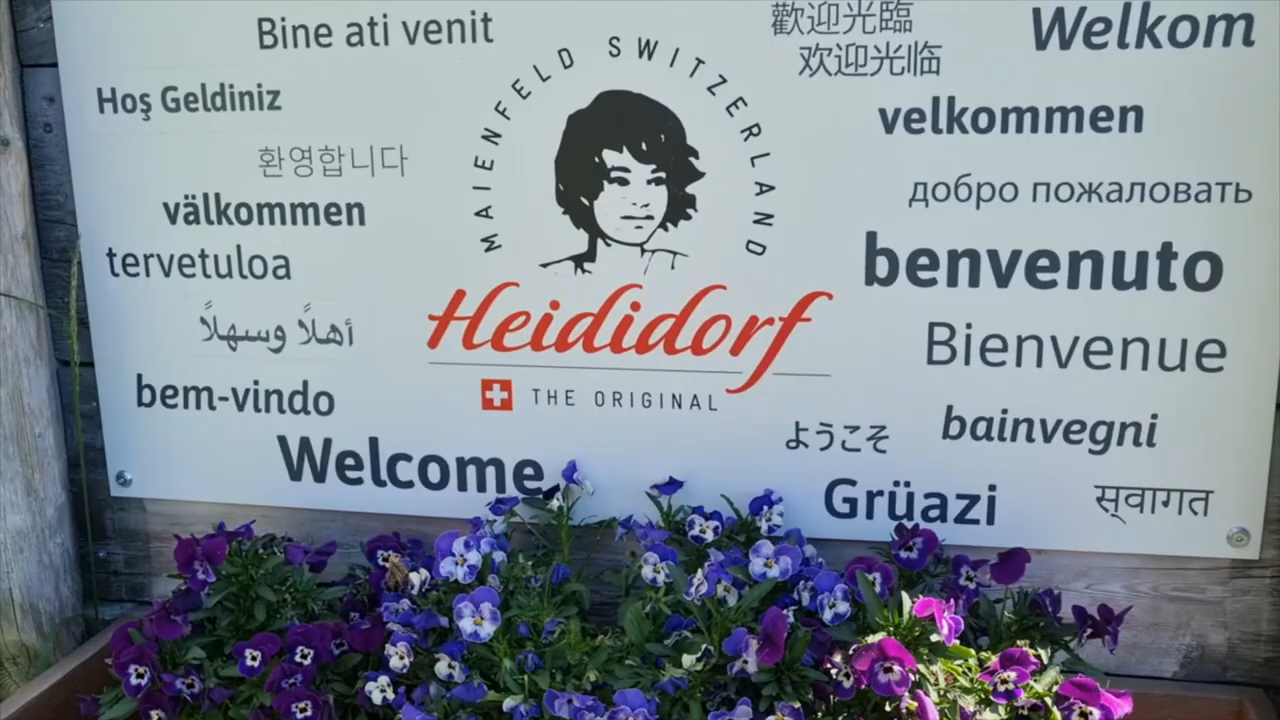 Bine ati venit
Hoş Geldiniz
환영합니다
välkommen
tervetuloa
أهلاً وسهلاً
bem-vindo
Welcome
MAIENFELD SWITZERLAND
Heididorf
THE ORIGINAL
歡迎光臨
欢迎光临
Welkom
velkommen
добро пожаловать
benvenuto
Bienvenue
ようこそ
bainvegni
Grüazi
स्वागत